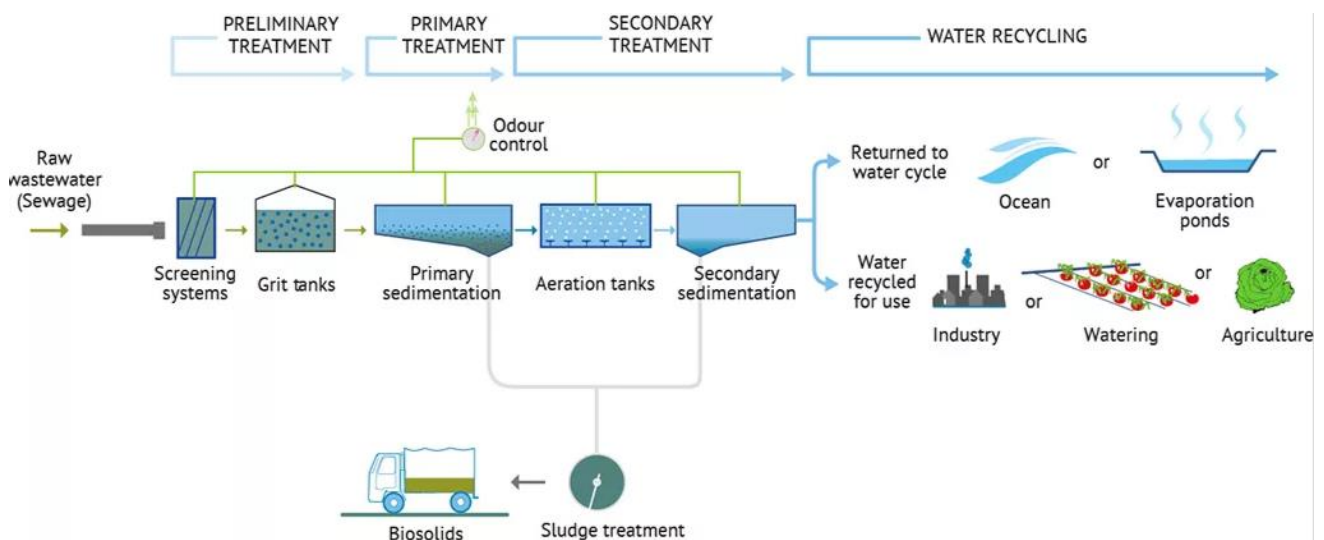 PRELIMINARY
TREATMENT
PRIMARY
TREATMENT
SECONDARY
TREATMENT
WATER RECYCLING
Odour
control
Raw
wastewater
(Sewage)
Screening
systems
Grit tanks
Primary
sedimentation
Aeration tanks
Secondary
sedimentation
Returned to
water cycle
Ocean
or
Evaporation
ponds
Water
recycled
for use
Industry
or
Watering
or
Agriculture
Biosolids
Sludge treatment